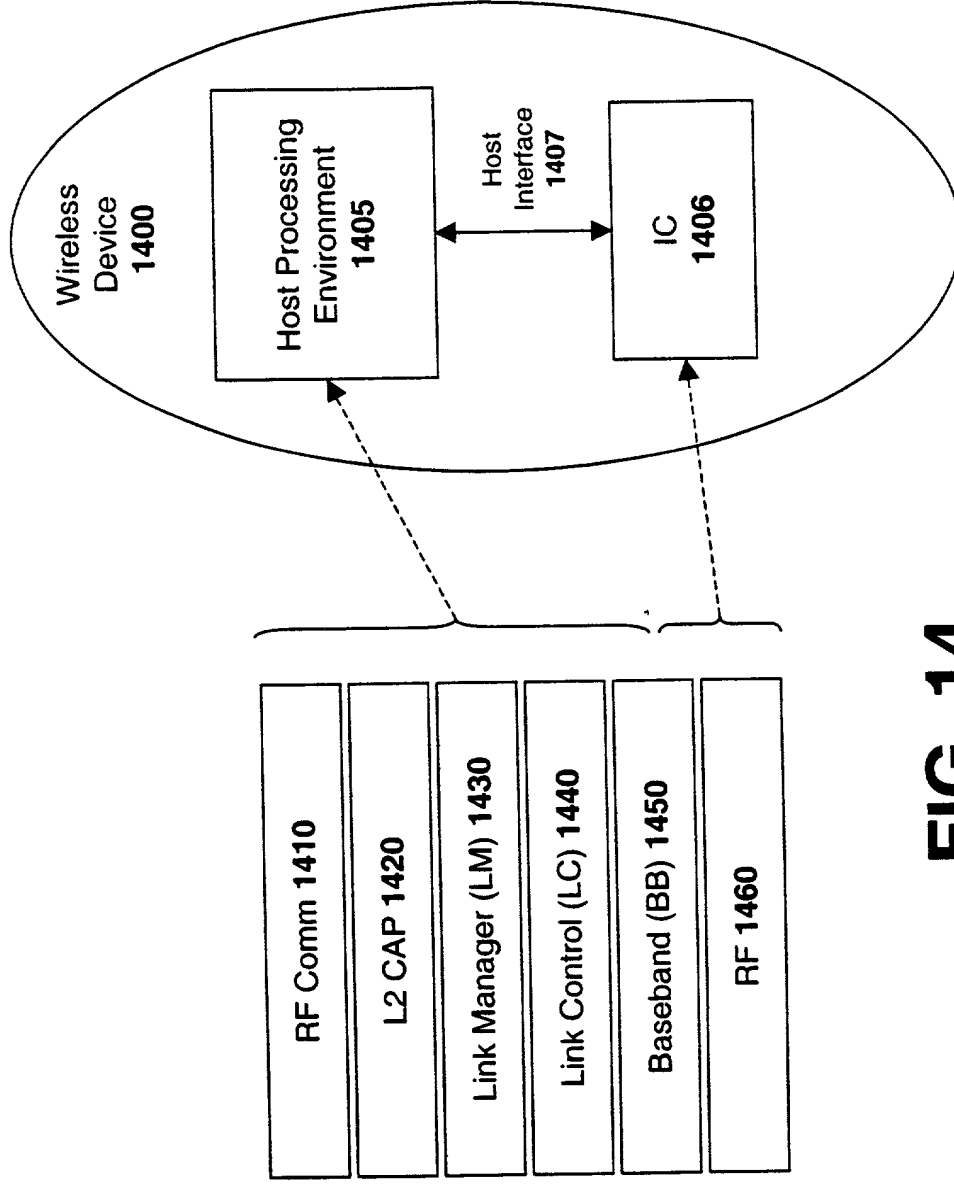 RF Comm 1410
L2 CAP 1420
Link Manager (LM) 1430
Link Control (LC) 1440
Baseband (BB) 1450
RF 1460
Wireless
Device
1400
Host Processing
Environment
1405
Host
Interface
1407
IC
1406
FIG. 14